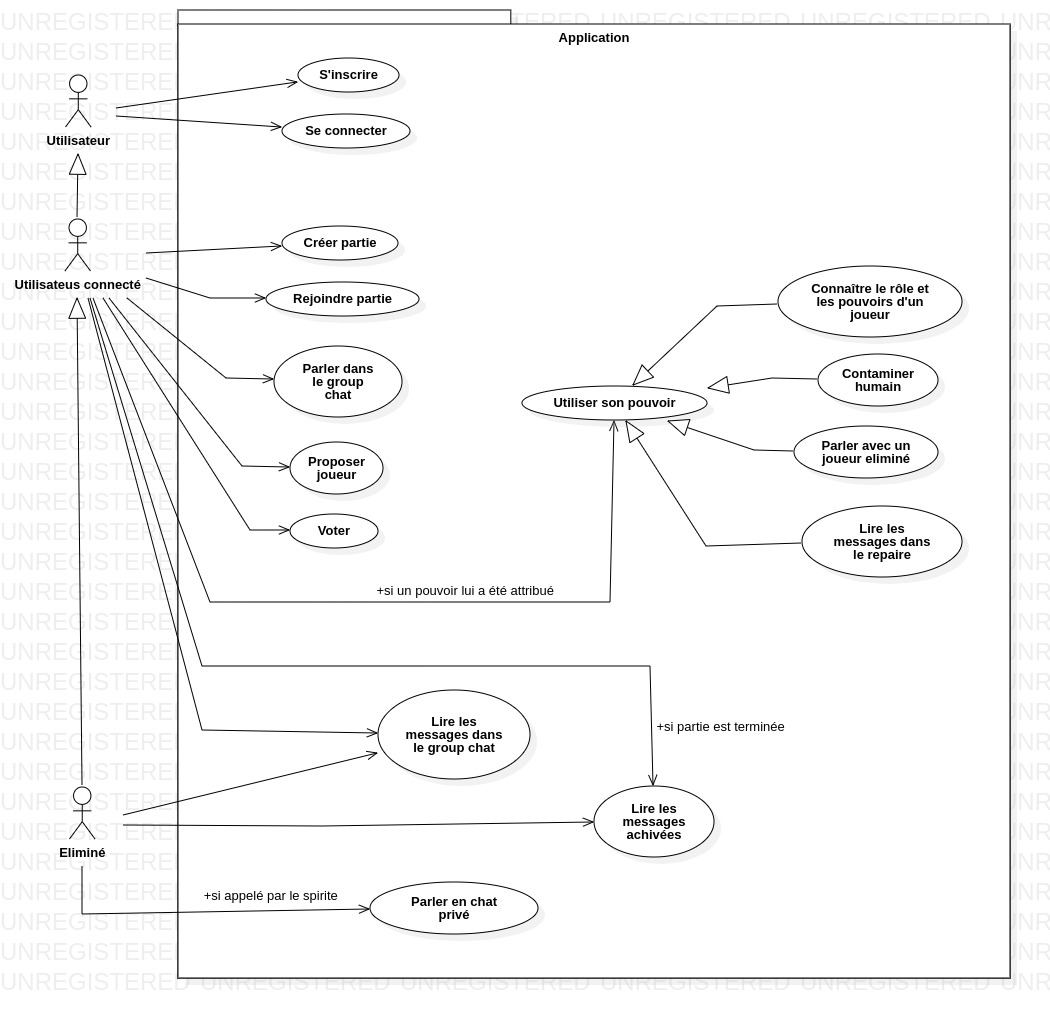 Application
S'inscrire
Se connecter
Utilisateur
Créer partie
Utilisateus connecté
Rejoindre partie
Connaître le rôle et
les pouvoirs d'un
joueur
Parler dans
le group
chat
Contaminer
humain
Utiliser son pouvoir
Parler avec un
joueur eliminé
Proposer
joueur
Voter
Lire les
messages dans
le repaire
+si un pouvoir lui a été attribué
Lire les
messages dans
le group chat
+si partie est terminée
Lire les
messages
achivées
Eliminé
+si appelé par le spirite
Parler en chat
privé
UNREGISTERED UNREGISTERED UNREGISTERED UNREGISTERED UNREGISTERED